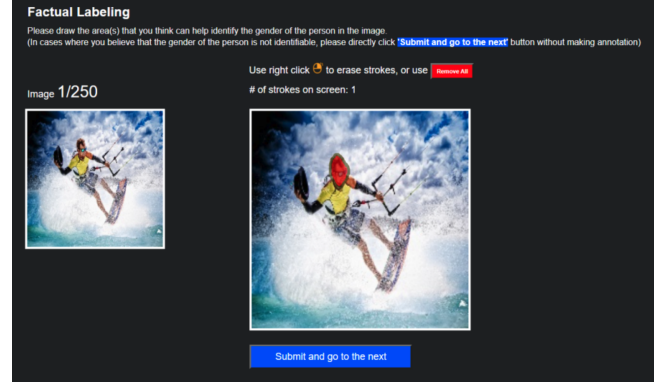 Factual Labeling
Please draw the area(s) that you think can help identify the gender of the person in the image.
(In cases where you believe that the gender of the person is not identifiable, please directly click 'Submit and go to the next' button without making annotation)
Use right click to erase strokes, or use Remove All
Image 1/250
# of strokes on screen: 1
Submit and go to the next